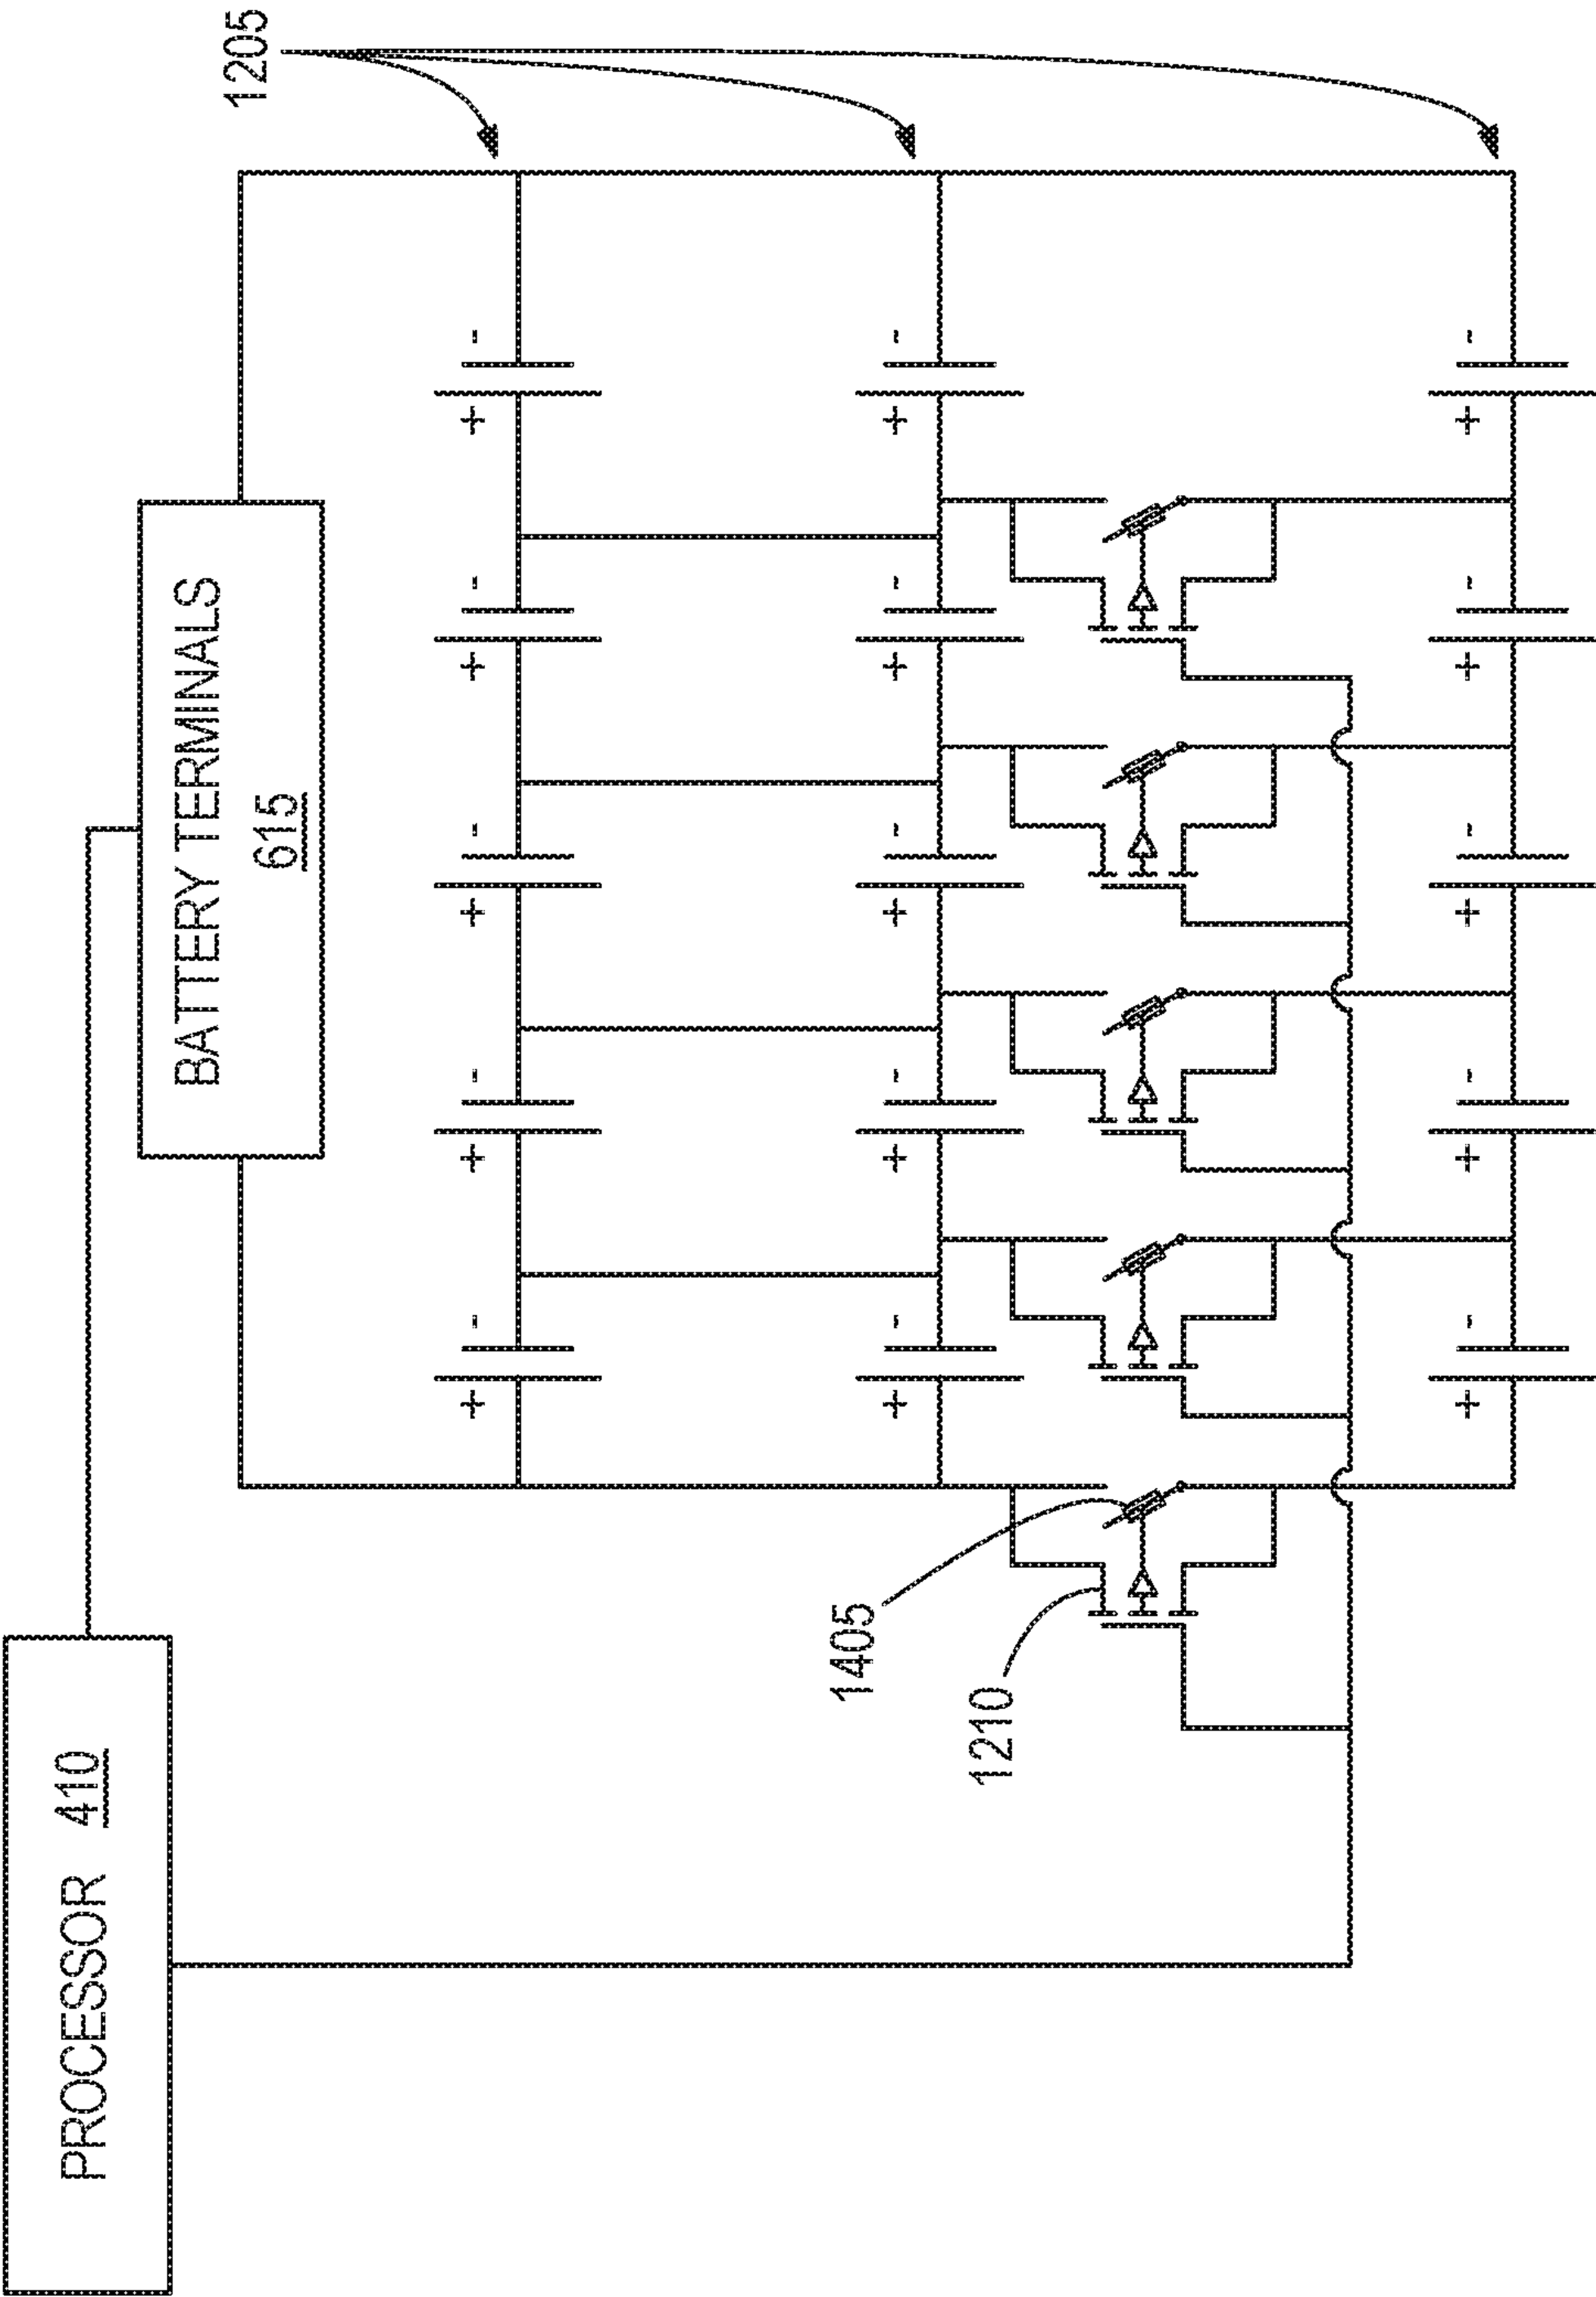 PROCESSOR 410
BATTERY TERMINALS
615
1205
1405
1210
+ - + - + - + - + -
+ - + - + - + - + -
+ - + - + - + - + -